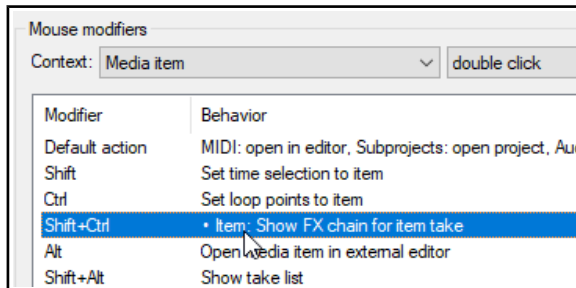 Mouse modifiers
Context: Media item double click
Modifier Behavior
Default action MIDI: open in editor, Subprojects: open project, Au
Shift Set time selection to item
Ctrl Set loop points to item
Shift+Ctrl • Item: Show FX chain for item take
Alt Open media item in external editor
Shift+Alt Show take list